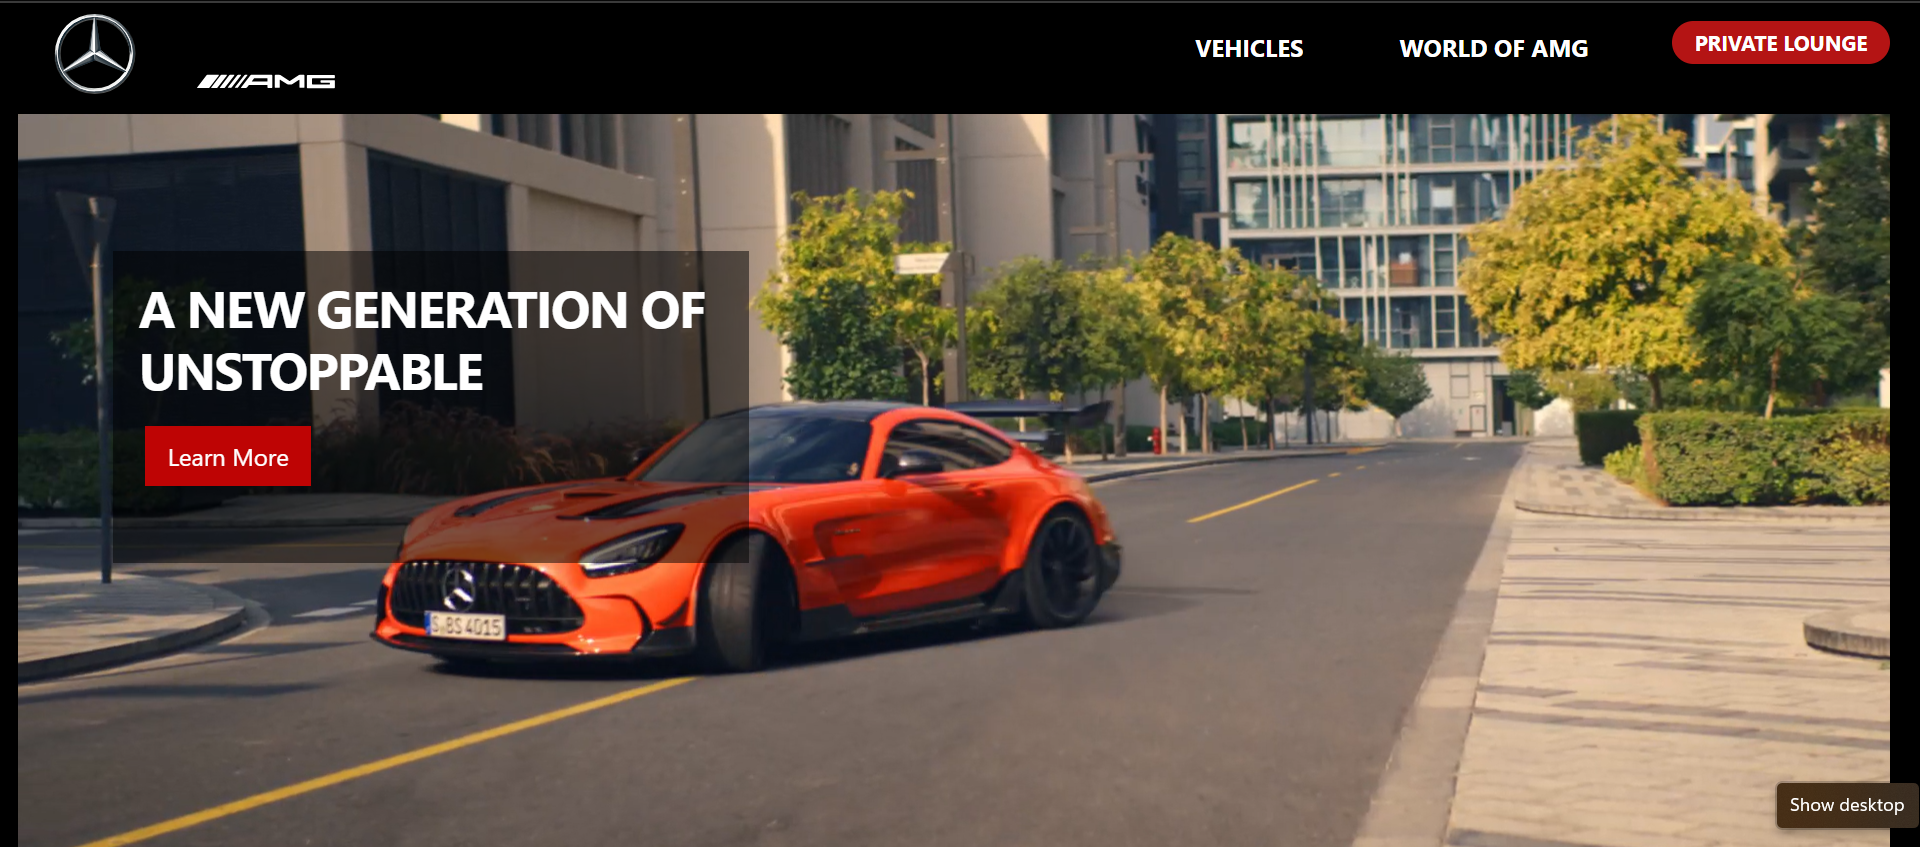 AMG
VEHICLES
WORLD OF AMG
PRIVATE LOUNGE
A NEW GENERATION OF
UNSTOPPABLE
Learn More
S BS 4015
Show desktop